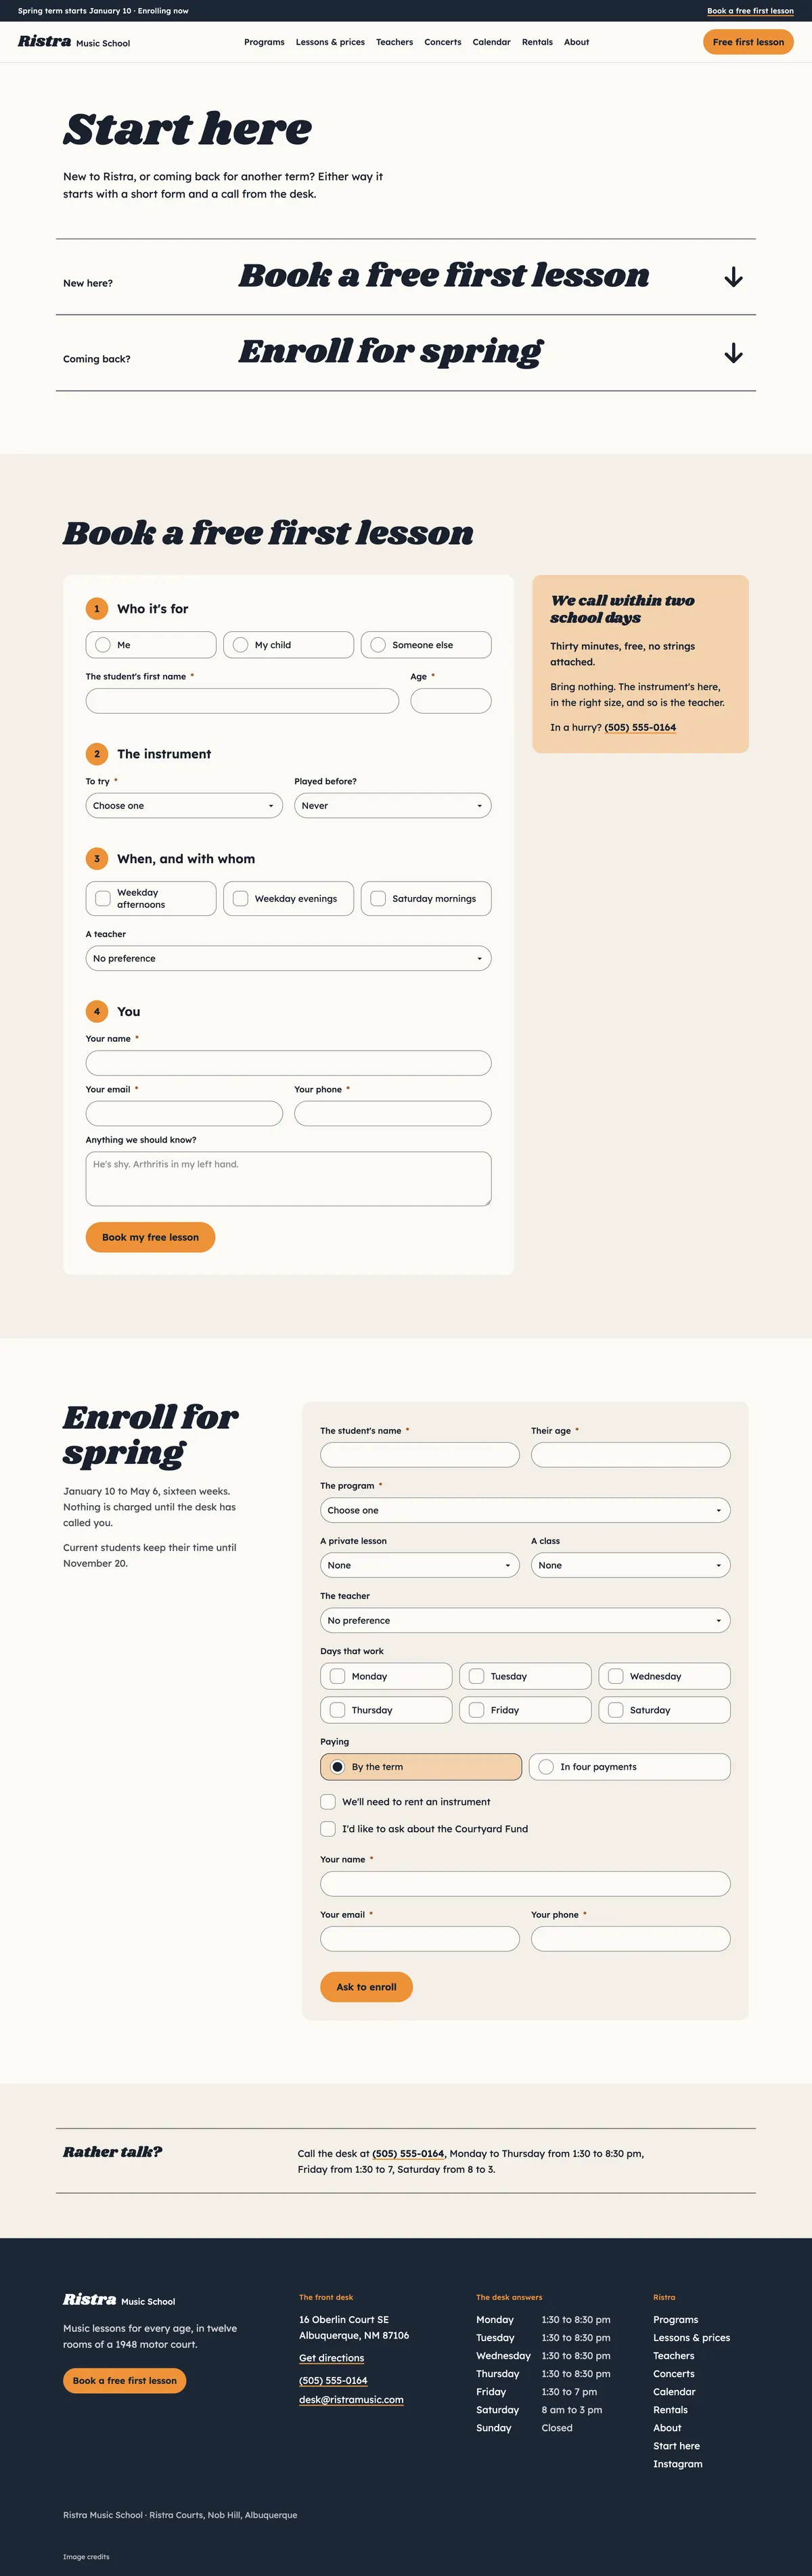 Spring term starts January 10 · Enrolling now
Book a free first lesson
Ristra Music School
Programs
Lessons & prices
Teachers
Concerts
Calendar
Rentals
About
Free first lesson
Start here
New to Ristra, or coming back for another term? Either way it
starts with a short form and a call from the desk.
New here?
Book a free first lesson
Coming back?
Enroll for spring
Book a free first lesson
1 Who it's for
Me
My child
Someone else
The student's first name *
Age *
2 The instrument
To try *
Played before?
Choose one
Never
3 When, and with whom
Weekday
afternoons
Weekday evenings
Saturday mornings
A teacher
No preference
4 You
Your name *
Your email *
Your phone *
Anything we should know?
He's shy. Arthritis in my left hand.
Book my free lesson
We call within two
school days
Thirty minutes, free, no strings
attached.
Bring nothing. The instrument's here,
in the right size, and so is the teacher.
In a hurry? (505) 555-0164
Enroll for
spring
January 10 to May 6, sixteen weeks.
Nothing is charged until the desk has
called you.
Current students keep their time until
November 20.
The student's name *
Their age *
The program *
Choose one
A private lesson
A class
None
None
The teacher
No preference
Days that work
Monday
Tuesday
Wednesday
Thursday
Friday
Saturday
Paying
By the term
In four payments
We'll need to rent an instrument
I'd like to ask about the Courtyard Fund
Your name *
Your email *
Your phone *
Ask to enroll
Rather talk?
Call the desk at (505) 555-0164, Monday to Thursday from 1:30 to 8:30 pm,
Friday from 1:30 to 7, Saturday from 8 to 3.
Ristra Music School
Music lessons for every age, in twelve
rooms of a 1948 motor court.
Book a free first lesson
The front desk
16 Oberlin Court SE
Albuquerque, NM 87106
Get directions
(505) 555-0164
desk@ristramusic.com
The desk answers
Monday 1:30 to 8:30 pm
Tuesday 1:30 to 8:30 pm
Wednesday 1:30 to 8:30 pm
Thursday 1:30 to 8:30 pm
Friday 1:30 to 7 pm
Saturday 8 am to 3 pm
Sunday Closed
Ristra
Programs
Lessons & prices
Teachers
Concerts
Calendar
Rentals
About
Start here
Instagram
Ristra Music School · Ristra Courts, Nob Hill, Albuquerque
Image credits